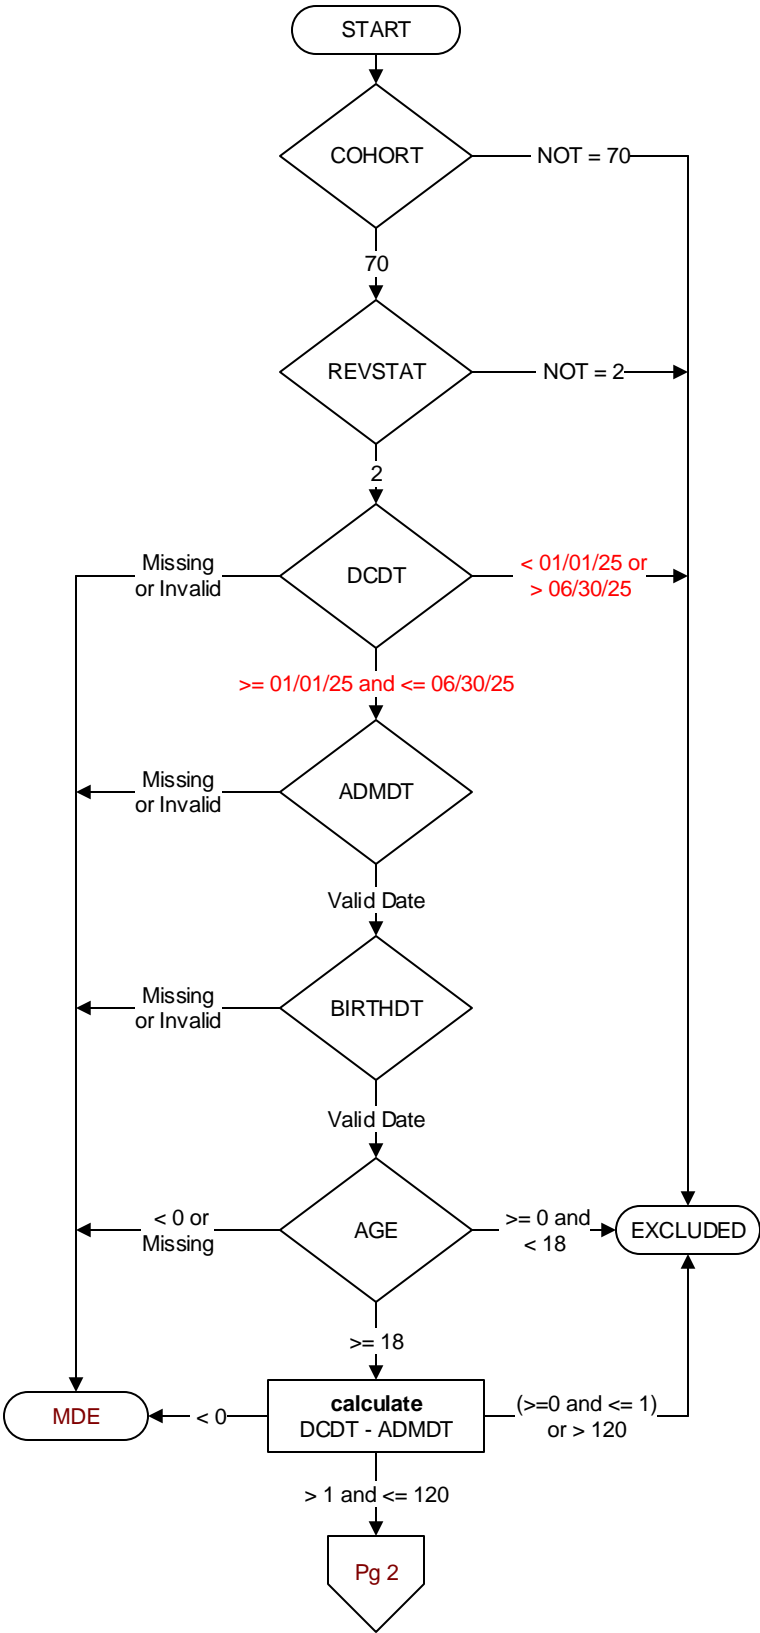 START
COHORT
NOT = 70
70
REVSTAT
NOT = 2
2
Missing
or Invalid
DCDT
< 01/01/25 or
> 06/30/25
>= 01/01/25 and <= 06/30/25
Missing
or Invalid
ADMDT
Valid Date
Missing
or Invalid
BIRTHDT
Valid Date
< 0 or
Missing
AGE
>= 0 and
< 18
EXCLUDED
>= 18
MDE
< 0
calculate
DCDT - ADMDT
(>=0 and <= 1)
or > 120
> 1 and <= 120
Pg 2